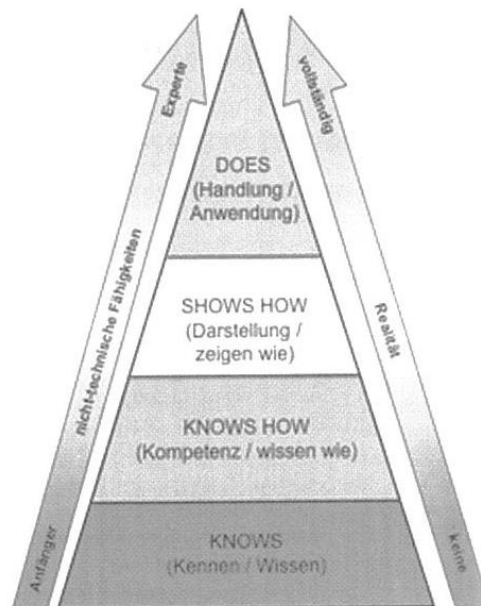 Experte
nicht-technische Fähigkeiten
Anfänger
vollständig
Realität
keine
DOES
(Handlung /
Anwendung)
SHOWS HOW
(Darstellung /
zeigen wie)
KNOWS HOW
(Kompetenz / wissen wie)
KNOWS
(Kennen / Wissen)